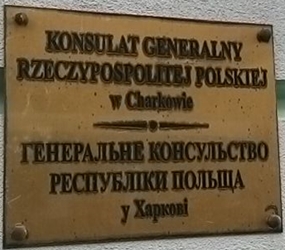 KONSULAT GENERALNY
RZECZYPOSPOLITEJ POLSKIEJ
w Charkowie
ГЕНЕРАЛЬНЕ КОНСУЛЬСТВО
РЕСПУБЛІКИ ПОЛЬЩА
у Харкові